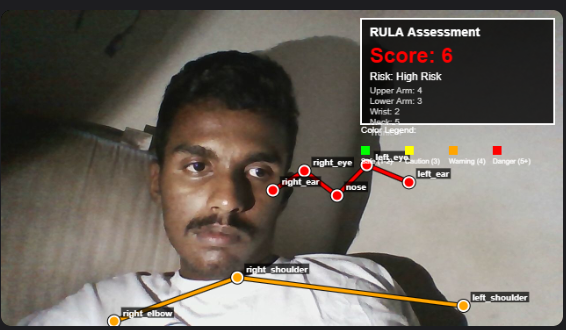 RULA Assessment
Score: 6
Risk: High Risk
Upper Arm: 4
Lower Arm: 3
Wrist: 2
Neck: 5
Color Legend:
Caution (3)
Warning (4)
Danger (5+)
right_eye
left_eye
right_ear
nose
left_ear
right_shoulder
left_shoulder
right_elbow